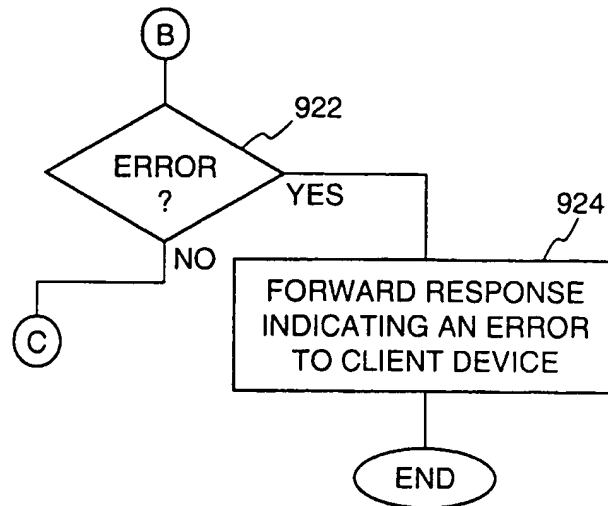 B
922
ERROR
?
YES
NO
924
FORWARD RESPONSE
INDICATING AN ERROR
TO CLIENT DEVICE
C
END